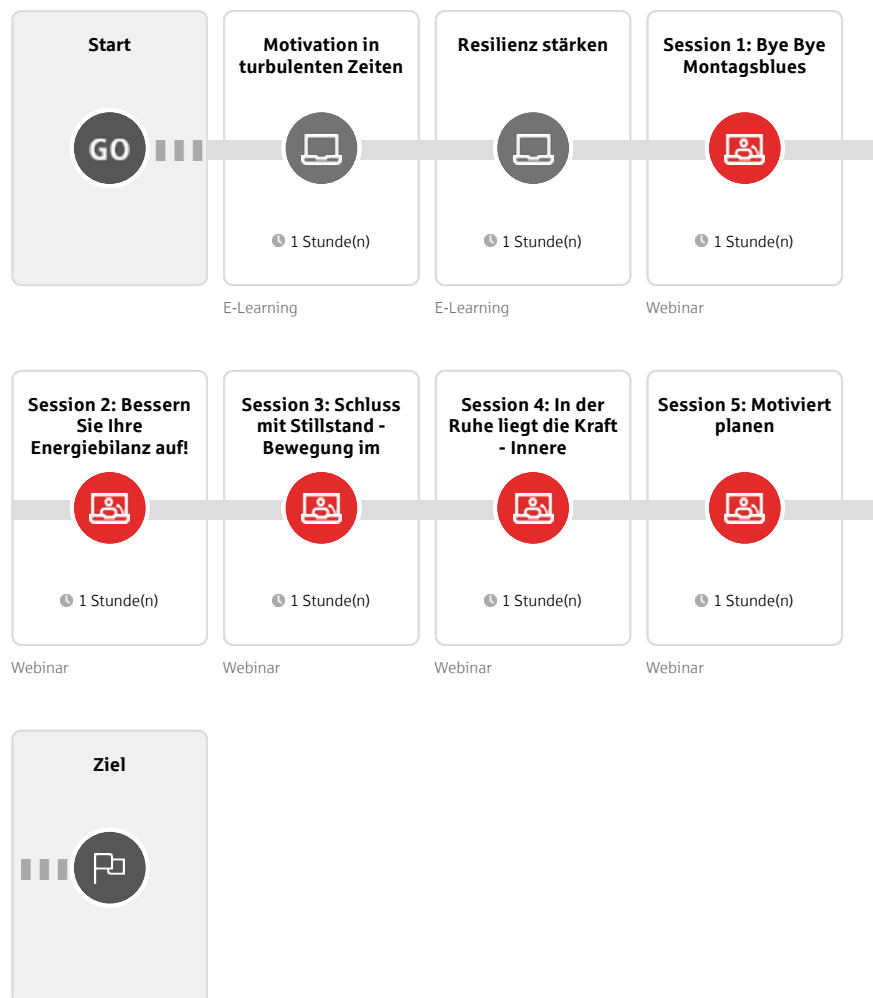 Start
Motivation in
turbulenten Zeiten
Resilienz stärken
Session 1: Bye Bye
Montagsblues
GO
1 Stunde(n)
1 Stunde(n)
1 Stunde(n)
E-Learning
E-Learning
Webinar
Session 2: Bessern
Sie Ihre
Energiebilanz auf!
Session 3: Schluss
mit Stillstand -
Bewegung im
Session 4: In der
Ruhe liegt die Kraft
- Innere
Session 5: Motiviert
planen
1 Stunde(n)
1 Stunde(n)
1 Stunde(n)
1 Stunde(n)
Webinar
Webinar
Webinar
Webinar
Ziel